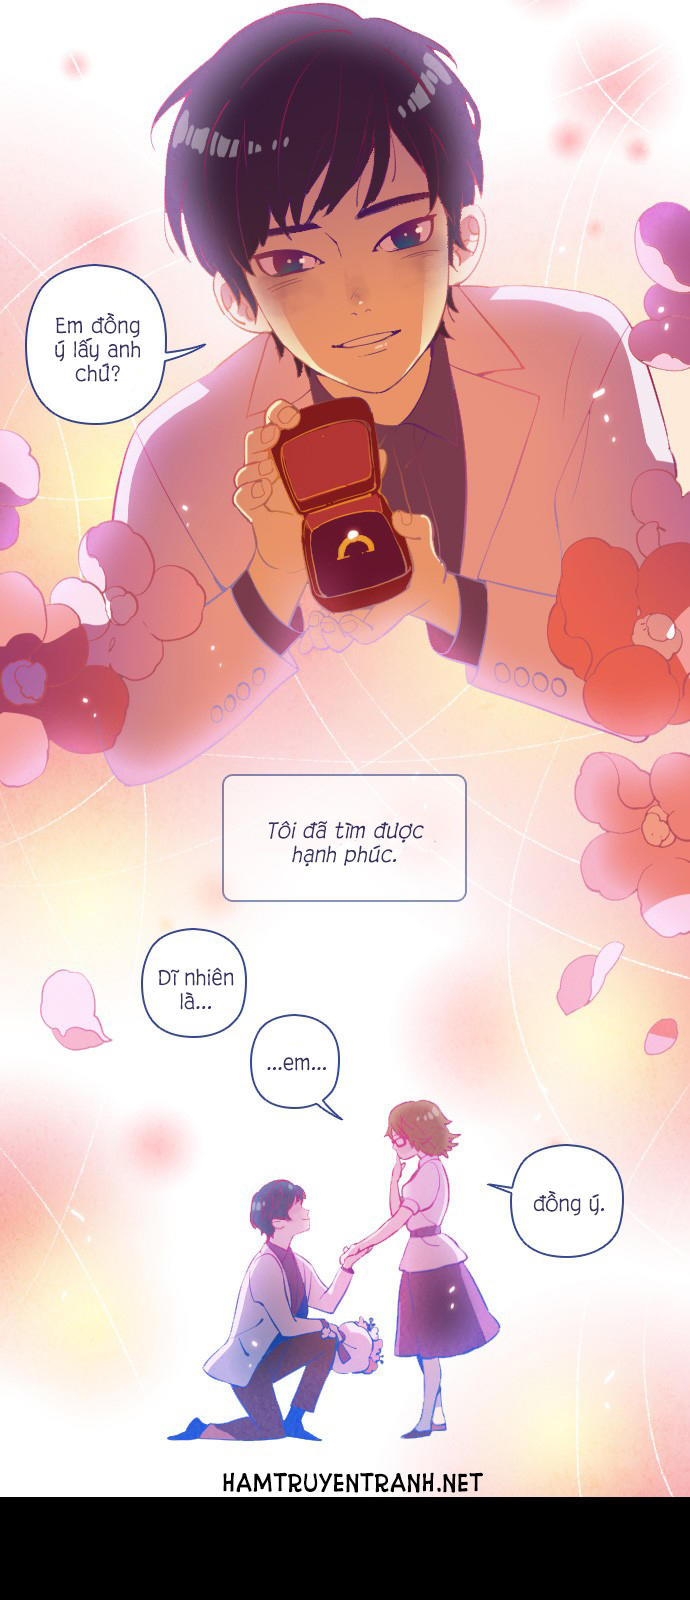 Em đồng
ý lấy anh
chứ?
Tôi đã tìm được
hạnh phúc.
Dĩ nhiên
là...
...em...
đồng ý.
HAMTRUYENTRANH.NET